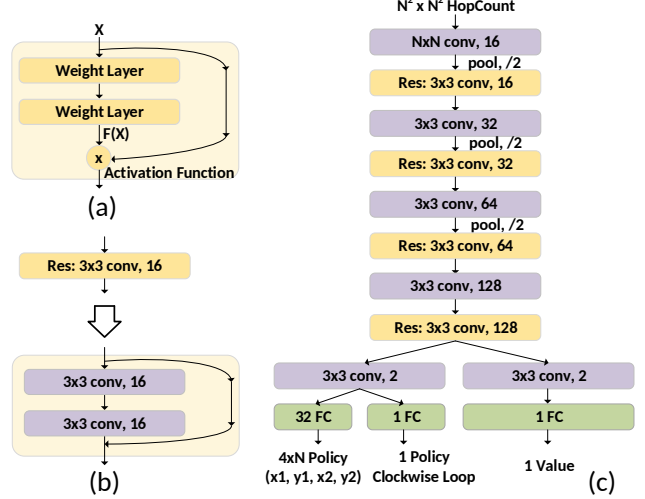 X
Weight Layer
Weight Layer
F(X)
x
Activation Function
(a)
Res: 3x3 conv, 16
3x3 conv, 16
3x3 conv, 16
(b)
N² x N² HopCount
NxN conv, 16
pool, /2
Res: 3x3 conv, 16
3x3 conv, 32
pool, /2
Res: 3x3 conv, 32
3x3 conv, 64
pool, /2
Res: 3x3 conv, 64
3x3 conv, 128
Res: 3x3 conv, 128
3x3 conv, 2
3x3 conv, 2
32 FC
1 FC
1 FC
4xN Policy
(x1, y1, x2, y2)
1 Policy
Clockwise Loop
1 Value
(c)